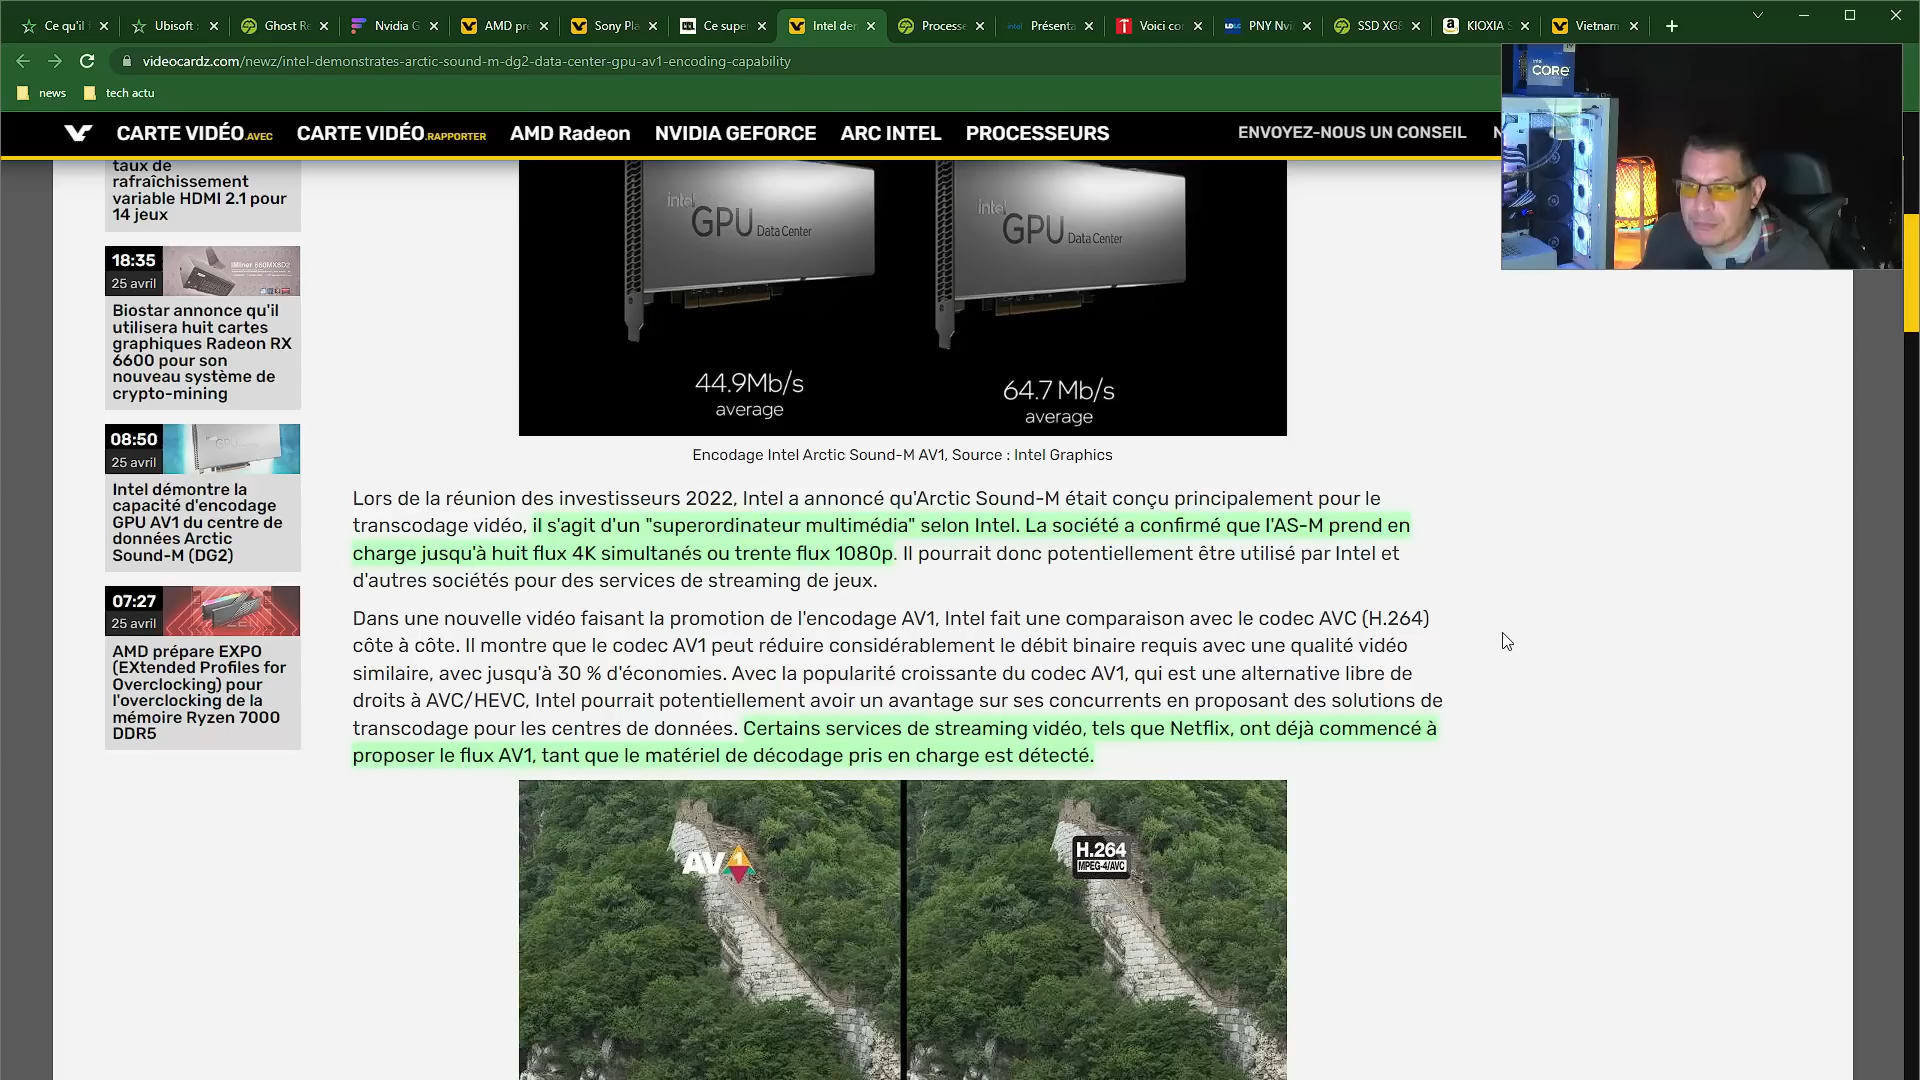 Ce qu'il
Ubisoft :
Ghost Re
Nvidia G
AMD pré
Sony Pla
Ce super
Intel den
Processe
Présenta
Voici co
PNY Nvi
SSD XG8
KIOXIA S
Vietnam
videocardz.com/newz/intel-demonstrates-arctic-sound-m-dg2-data-center-gpu-av1-encoding-capability
news
tech actu
CARTE VIDÉO.AVEC
CARTE VIDÉO.RAPPORTER
AMD Radeon
NVIDIA GEFORCE
ARC INTEL
PROCESSEURS
ENVOYEZ-NOUS UN CONSEIL
intel
CORE
taux de
rafraîchissement
variable HDMI 2.1 pour
14 jeux
18:35
25 avril
Biostar annonce qu'il
utilisera huit cartes
graphiques Radeon RX
6600 pour son
nouveau système de
crypto-mining
08:50
25 avril
Intel démontre la
capacité d'encodage
GPU AV1 du centre de
données Arctic
Sound-M (DG2)
07:27
25 avril
AMD prépare EXPO
(EXtended Profiles for
Overclocking) pour
l'overclocking de la
mémoire Ryzen 7000
DDR5
intel
GPU Data Center
intel
GPU Data Center
44.9Mb/s
average
64.7 Mb/s
average
Encodage Intel Arctic Sound-M AV1, Source : Intel Graphics
Lors de la réunion des investisseurs 2022, Intel a annoncé qu'Arctic Sound-M était conçu principalement pour le
transcodage vidéo, il s'agit d'un "superordinateur multimédia" selon Intel. La société a confirmé que l'AS-M prend en
charge jusqu'à huit flux 4K simultanés ou trente flux 1080p. Il pourrait donc potentiellement être utilisé par Intel et
d'autres sociétés pour des services de streaming de jeux.
Dans une nouvelle vidéo faisant la promotion de l'encodage AV1, Intel fait une comparaison avec le codec AVC (H.264)
côte à côte. Il montre que le codec AV1 peut réduire considérablement le débit binaire requis avec une qualité vidéo
similaire, avec jusqu'à 30 % d'économies. Avec la popularité croissante du codec AV1, qui est une alternative libre de
droits à AVC/HEVC, Intel pourrait potentiellement avoir un avantage sur ses concurrents en proposant des solutions de
transcodage pour les centres de données. Certains services de streaming vidéo, tels que Netflix, ont déjà commencé à
proposer le flux AV1, tant que le matériel de décodage pris en charge est détecté.
AV1
H.264
MPEG-4/AVC